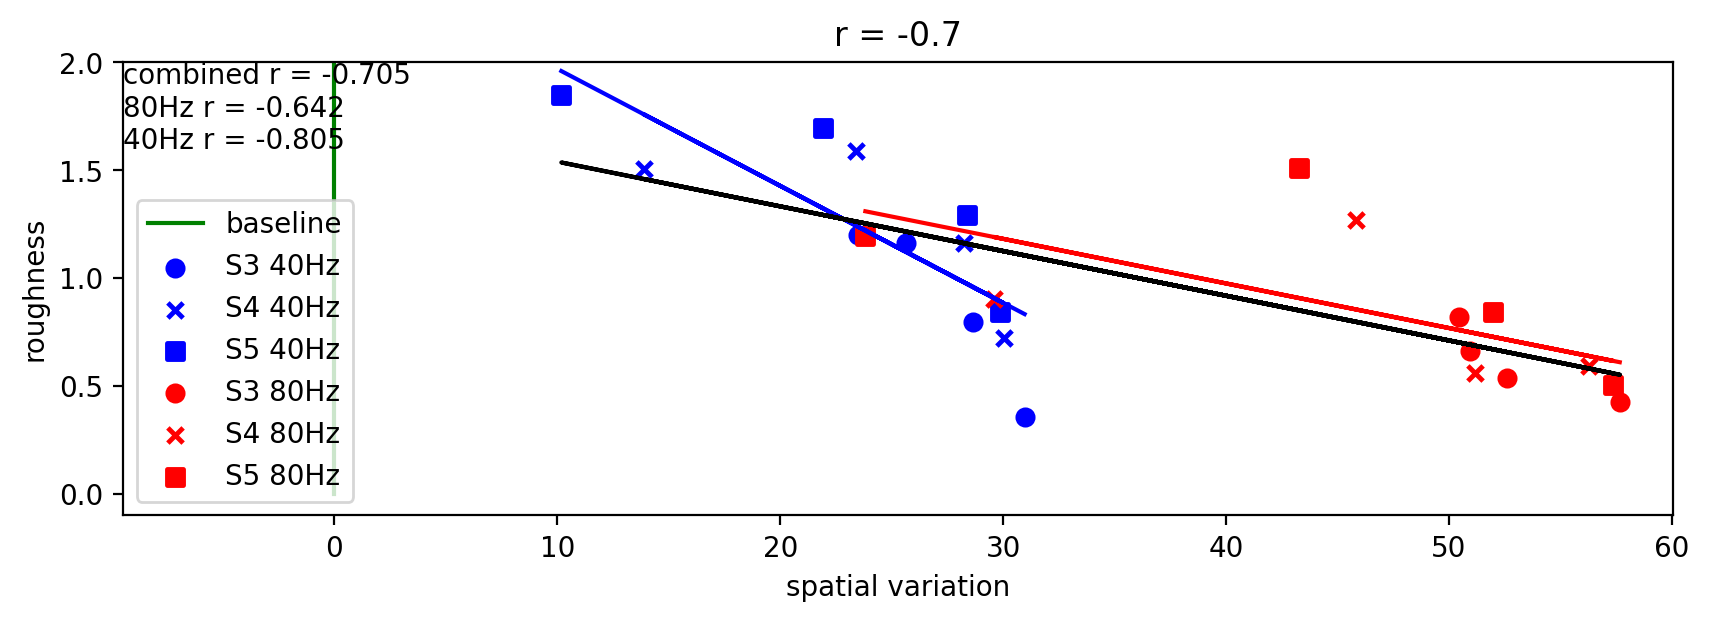 r = -0.7
combined r = -0.705
80Hz r = -0.642
40Hz r = -0.805
baseline
S3 40Hz
S4 40Hz
S5 40Hz
S3 80Hz
S4 80Hz
S5 80Hz
roughness
2.0
1.5
1.0
0.5
0.0
0 10 20 30 40 50 60
spatial variation